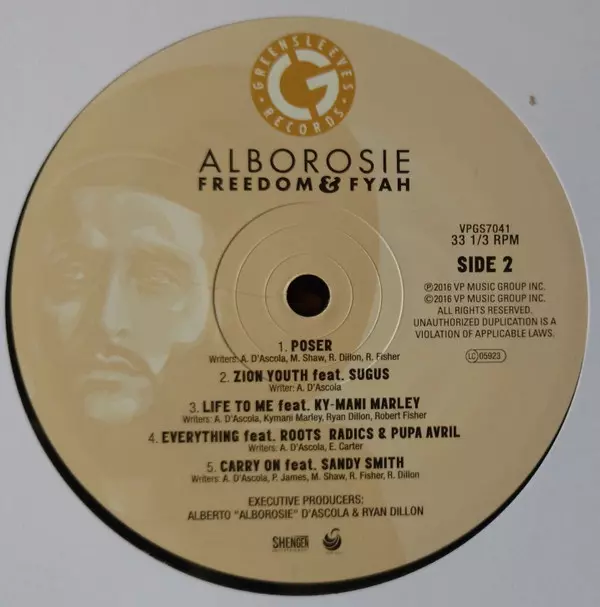 GREENSLEEVES
RECORDS
ALBOROSIE
FREEDOM & FYAH
VPGS7041
33 1/3 RPM
SIDE 2
℗2016 VP MUSIC GROUP INC.
©2016 VP MUSIC GROUP INC.
ALL RIGHTS RESERVED.
UNAUTHORIZED DUPLICATION IS A
VIOLATION OF APPLICABLE LAWS.
LC 05923
1. POSER
Writers: A. D'Ascola, M. Shaw, R. Dillon, R. Fisher
2. ZION YOUTH feat. SUGUS
Writer: A. D'Ascola
3. LIFE TO ME feat. KY-MANI MARLEY
Writers: A. D'Ascola, Kymani Marley, Ryan Dillon, Robert Fisher
4. EVERYTHING feat. ROOTS RADICS & PUPA AVRIL
Writers: A. D'Ascola, E. Carter
5. CARRY ON feat. SANDY SMITH
Writers: A. D'Ascola, P. James, M. Shaw, R. Fisher, R. Dillon
EXECUTIVE PRODUCERS:
ALBERTO "ALBOROSIE" D'ASCOLA & RYAN DILLON
SHENGEN